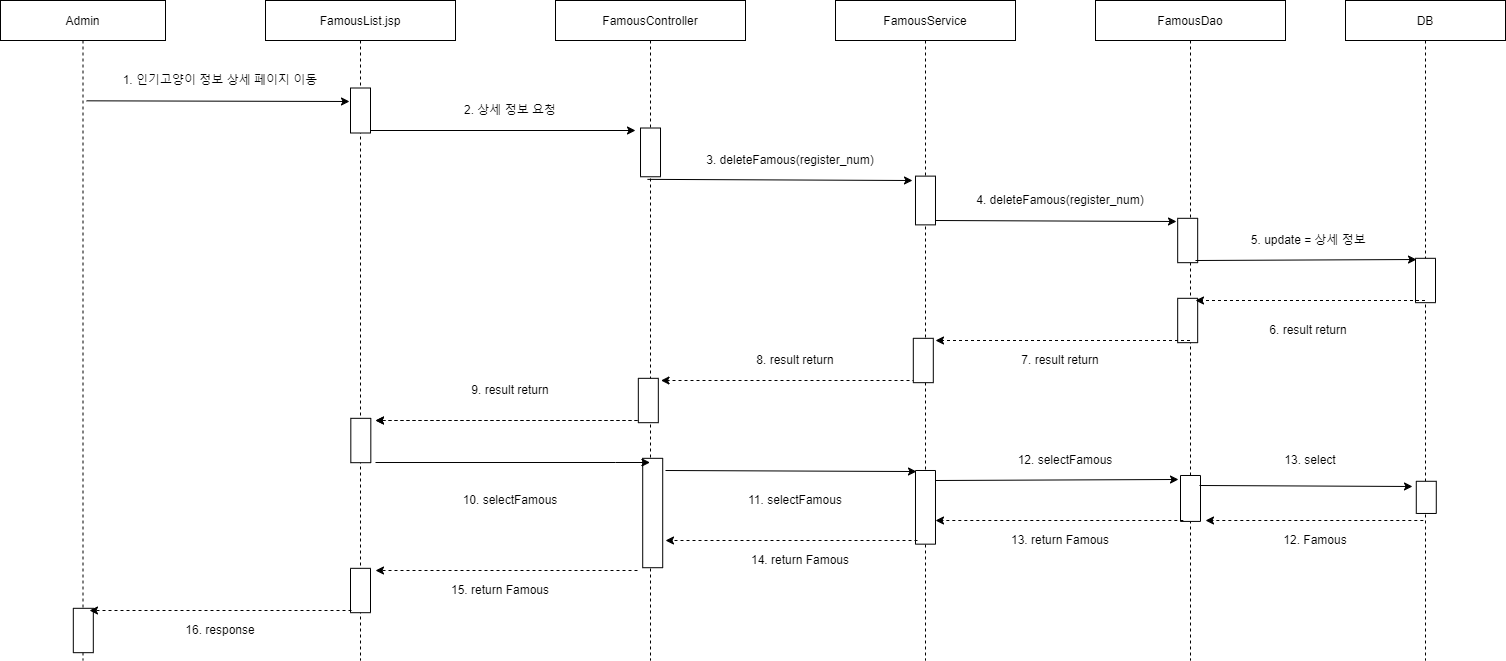 Admin
FamousList.jsp
FamousController
FamousService
FamousDao
DB
1. 인기고양이 정보 상세 페이지 이동
2. 상세 정보 요청
3. deleteFamous(register_num)
4. deleteFamous(register_num)
5. update = 상세 정보
6. result return
7. result return
8. result return
9. result return
10. selectFamous
11. selectFamous
12. selectFamous
13. select
12. Famous
13. return Famous
14. return Famous
15. return Famous
16. response